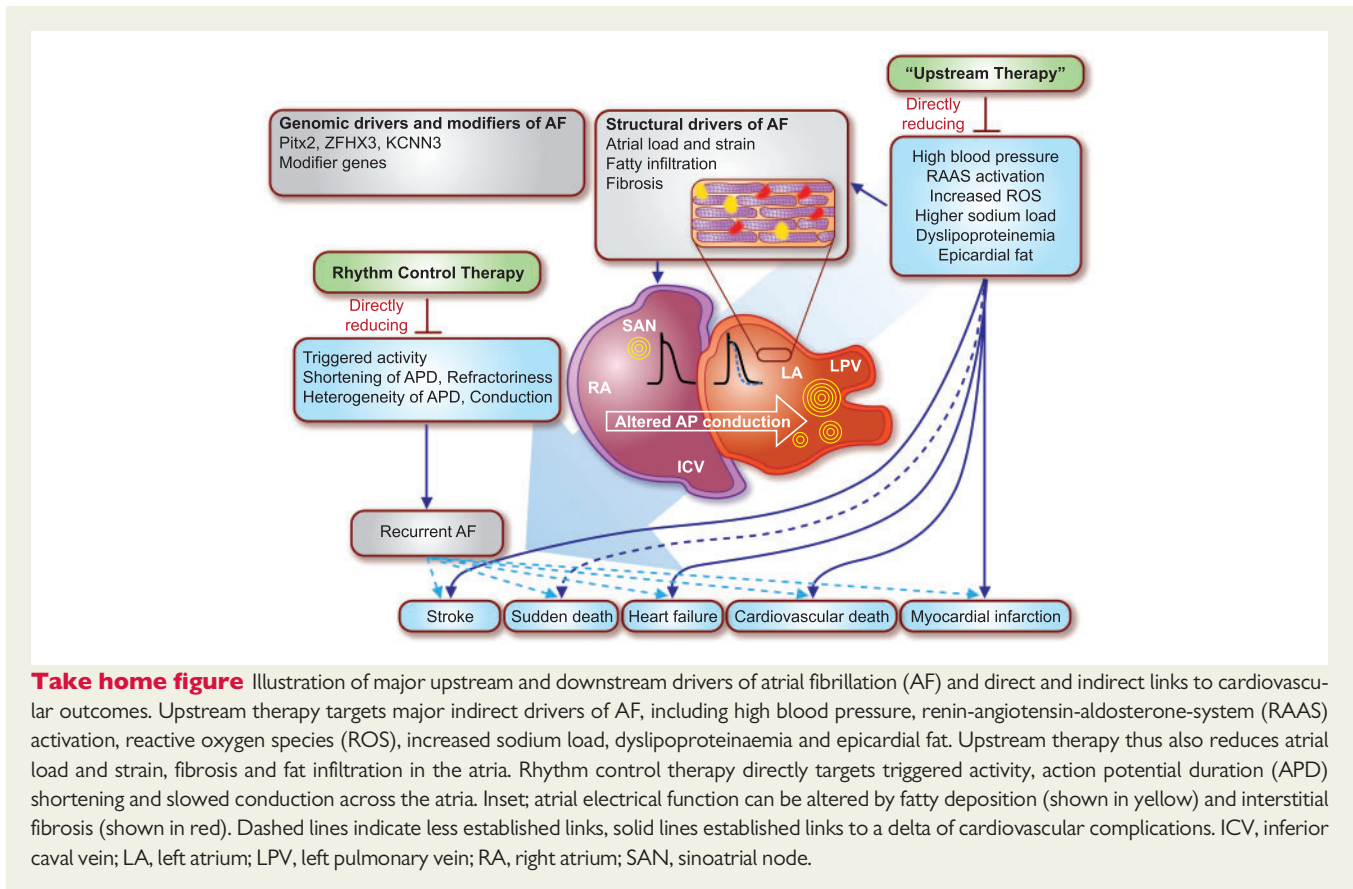 "Upstream Therapy"
Directly
reducing
High blood pressure
RAAS activation
Increased ROS
Higher sodium load
Dyslipoproteinemia
Epicardial fat
Genomic drivers and modifiers of AF
Pitx2, ZFHX3, KCNN3
Modifier genes
Structural drivers of AF
Atrial load and strain
Fatty infiltration
Fibrosis
Rhythm Control Therapy
Directly
reducing
Triggered activity
Shortening of APD, Refractoriness
Heterogeneity of APD, Conduction
SAN
RA
LA
LPV
Altered AP conduction
ICV
Recurrent AF
Stroke
Sudden death
Heart failure
Cardiovascular death
Myocardial infarction
Take home figure Illustration of major upstream and downstream drivers of atrial fibrillation (AF) and direct and indirect links to cardiovascu-
lar outcomes. Upstream therapy targets major indirect drivers of AF, including high blood pressure, renin-angiotensin-aldosterone-system (RAAS)
activation, reactive oxygen species (ROS), increased sodium load, dyslipoproteinaemia and epicardial fat. Upstream therapy thus also reduces atrial
load and strain, fibrosis and fat infiltration in the atria. Rhythm control therapy directly targets triggered activity, action potential duration (APD)
shortening and slowed conduction across the atria. Inset; atrial electrical function can be altered by fatty deposition (shown in yellow) and interstitial
fibrosis (shown in red). Dashed lines indicate less established links, solid lines established links to a delta of cardiovascular complications. ICV, inferior
caval vein; LA, left atrium; LPV, left pulmonary vein; RA, right atrium; SAN, sinoatrial node.